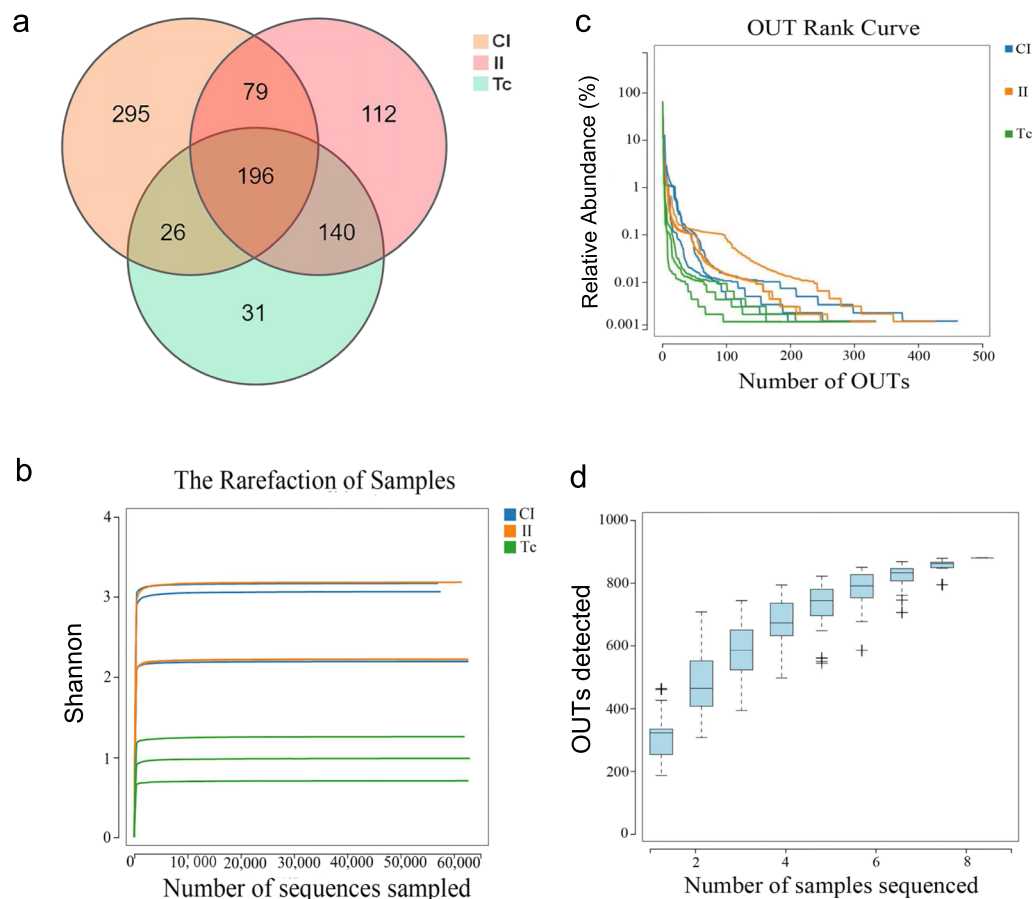 a
CI
II
Tc
295
79
112
196
26
140
31
c
OUT Rank Curve
CI
II
Tc
Relative Abundance (%)
100
10
1
0.1
0.01
0.001
0 100 200 300 400 500
Number of OUTs
b
The Rarefaction of Samples
CI
II
Tc
Shannon
4
3
2
1
0
0 10,000 20,000 30,000 40,000 50,000 60,000
Number of sequences sampled
d
OUTs detected
1000
800
600
400
200
0
2 4 6 8
Number of samples sequenced